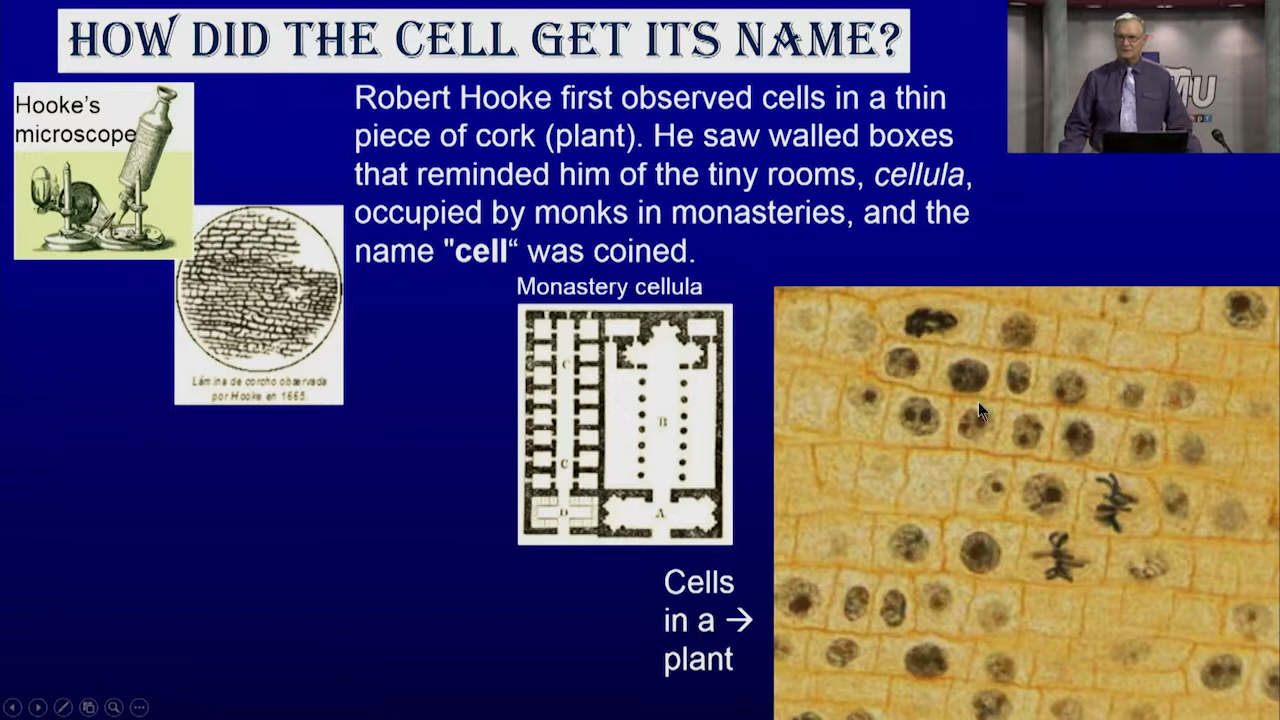 HOW DID THE CELL GET ITS NAME?
Hooke's
microscope
Robert Hooke first observed cells in a thin
piece of cork (plant). He saw walled boxes
that reminded him of the tiny rooms, cellula,
occupied by monks in monasteries, and the
name "cell“ was coined.
Lámina de corcho observada
por Hooke en 1665.
Monastery cellula
C
B
C
D
A
Cells
in a →
plant